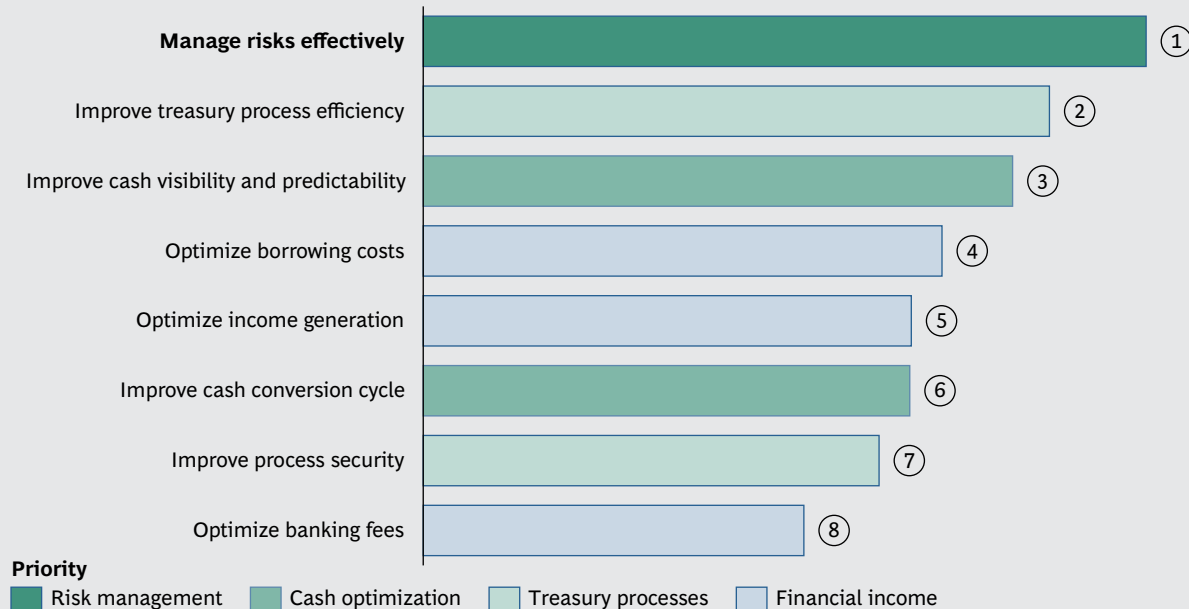 Manage risks effectively ①
Improve treasury process efficiency ②
Improve cash visibility and predictability ③
Optimize borrowing costs ④
Optimize income generation ⑤
Improve cash conversion cycle ⑥
Improve process security ⑦
Optimize banking fees ⑧
Priority
Risk management Cash optimization Treasury processes Financial income